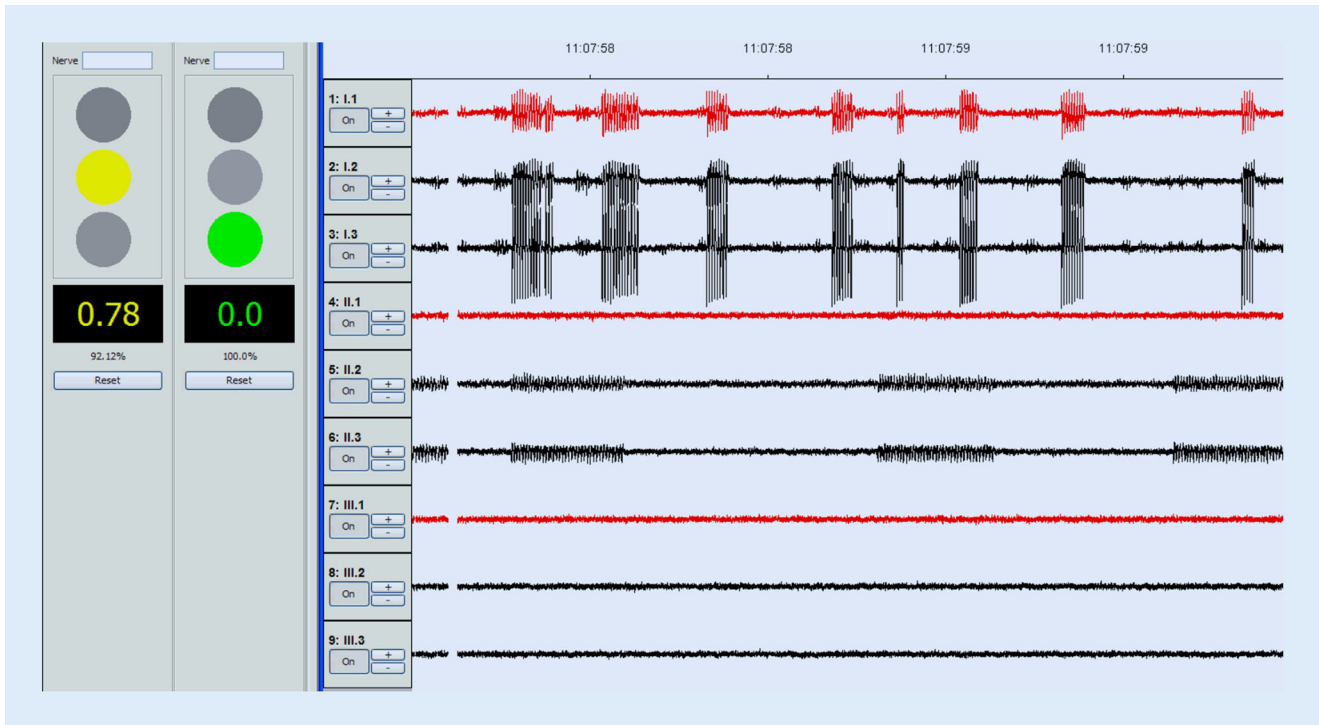 Nerve
Nerve
0.78
0.0
92.12%
100.0%
Reset
Reset
11:07:58
11:07:58
11:07:59
11:07:59
1: I.1
On
+
-
2: I.2
On
+
-
3: I.3
On
+
-
4: II.1
On
+
-
5: II.2
On
+
-
6: II.3
On
+
-
7: III.1
On
+
-
8: III.2
On
+
-
9: III.3
On
+
-